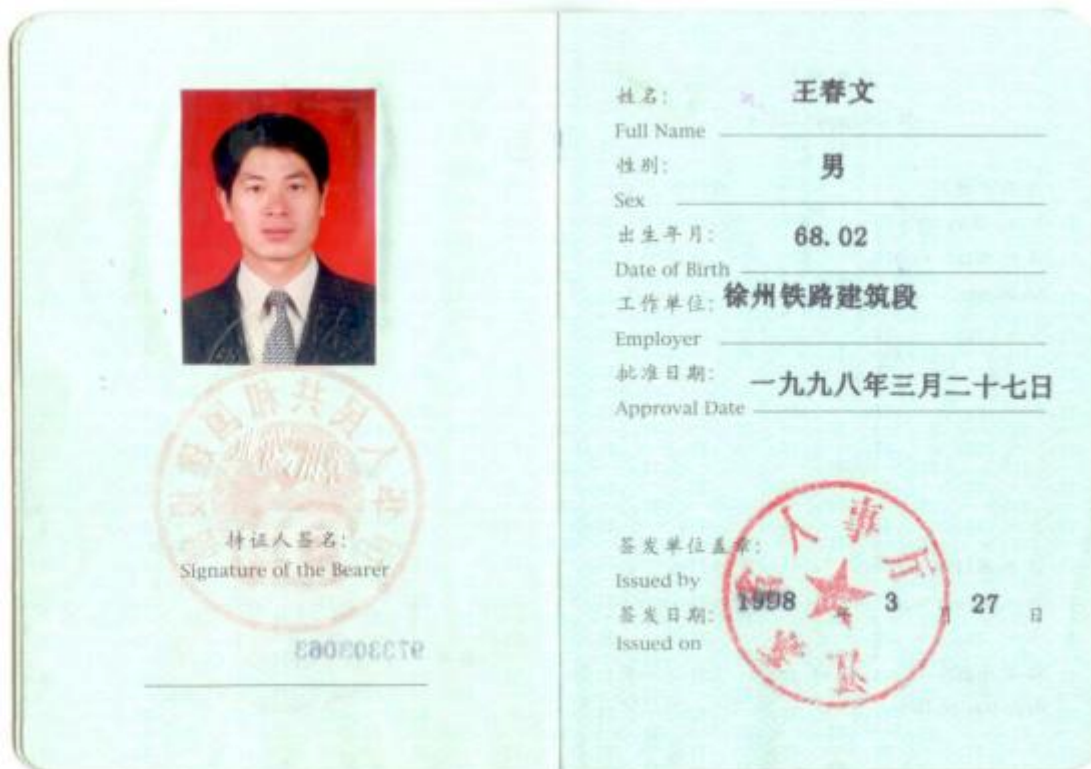 持证人签名:
Signature of the Bearer
973303063
姓名: 王春文
Full Name
性别: 男
Sex
出生年月: 68.02
Date of Birth
工作单位: 徐州铁路建筑段
Employer
批准日期: 一九九八年三月二十七日
Approval Date
人事厅
签发单位盖章:
Issued by
签发日期: 1998 年 3 月 27 日
Issued on